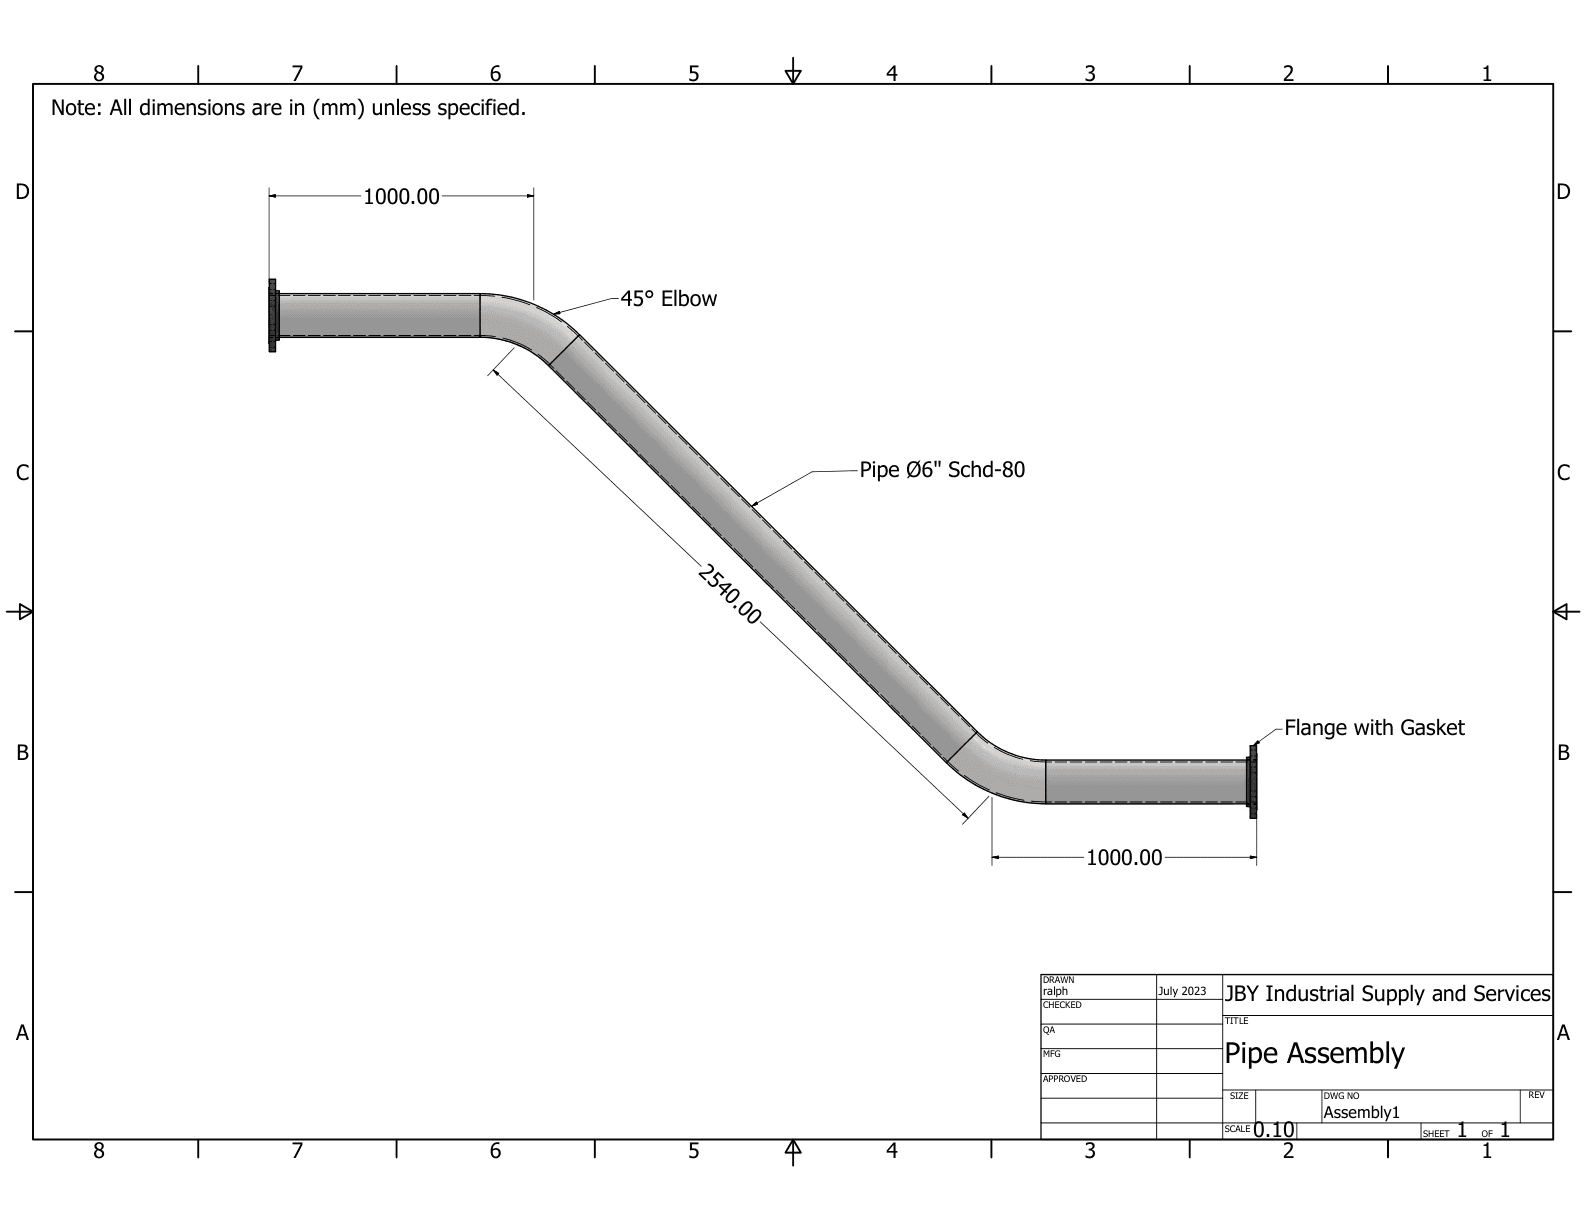 8 7 6 5 4 3 2 1
Note: All dimensions are in (mm) unless specified.
D D
1000.00
45° Elbow
C C
Pipe Ø6" Schd-80
2540.00
Flange with Gasket
B B
1000.00
DRAWN
ralph
July 2023
JBY Industrial Supply and Services
CHECKED
TITLE
QA
A A
Pipe Assembly
MFG
APPROVED
SIZE
DWG NO
REV
Assembly1
SCALE 0.10
SHEET 1 OF 1
8 7 6 5 4 3 2 1